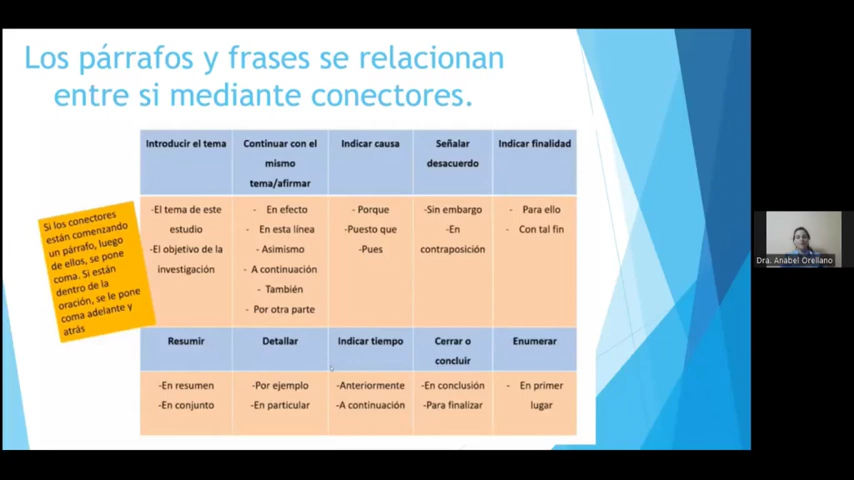 Los párrafos y frases se relacionan
entre si mediante conectores.
Si los conectores
están comenzando
un párrafo, luego
de ellos, se pone
coma. Si están
dentro de la
oración, se le pone
coma adelante y
atrás
Introducir el tema
Continuar con el
mismo
tema/afirmar
Indicar causa
Señalar
desacuerdo
Indicar finalidad
-El tema de este
estudio
-El objetivo de la
investigación
- En efecto
- En esta línea
- Asimismo
- A continuación
- También
- Por otra parte
- Porque
-Puesto que
-Pues
-Sin embargo
-En
contraposición
- Para ello
- Con tal fin
Resumir
Detallar
Indicar tiempo
Cerrar o
concluir
Enumerar
-En resumen
-En conjunto
-Por ejemplo
-En particular
-Anteriormente
-A continuación
-En conclusión
-Para finalizar
- En primer
lugar
Dra. Anabel Orellano